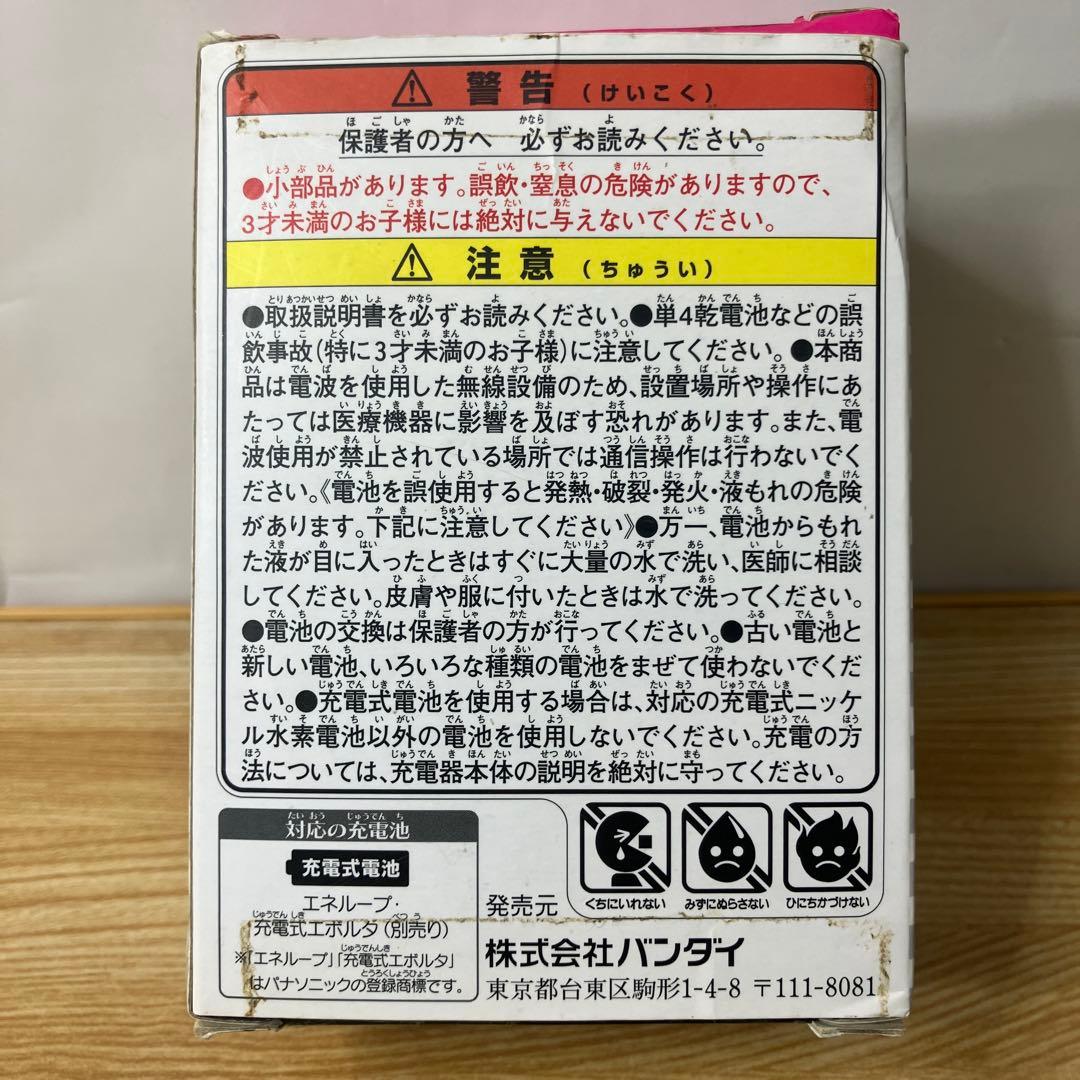 警告（けいこく）
保護者の方へ 必ずお読みください。
●小部品があります。誤飲・窒息の危険がありますので、
3才未満のお子様には絶対に与えないでください。
注意（ちゅうい）
●取扱説明書を必ずお読みください。●単4乾電池などの誤
飲事故(特に3才未満のお子様)に注意してください。●本商
品は電波を使用した無線設備のため、設置場所や操作にあ
たっては医療機器に影響を及ぼす恐れがあります。また、電
波使用が禁止されている場所では通信操作は行わないでく
ださい。《電池を誤使用すると発熱・破裂・発火・液もれの危険
があります。下記に注意してください》●万一、電池からもれ
た液が目に入ったときはすぐに大量の水で洗い、医師に相談
してください。皮膚や服に付いたときは水で洗ってください。
●電池の交換は保護者の方が行ってください。●古い電池と
新しい電池、いろいろな種類の電池をまぜて使わないでくだ
さい。●充電式電池を使用する場合は、対応の充電式ニッケ
ル水素電池以外の電池を使用しないでください。充電の方
法については、充電器本体の説明を絶対に守ってください。
対応の充電池
充電式電池
エネループ・
充電式エボルタ(別売り)
※「エネループ」「充電式エボルタ」
はパナソニックの登録商標です。
くちにいれない
みずにぬらさない
ひにちかづけない
発売元
株式会社バンダイ
東京都台東区駒形1-4-8 〒111-8081